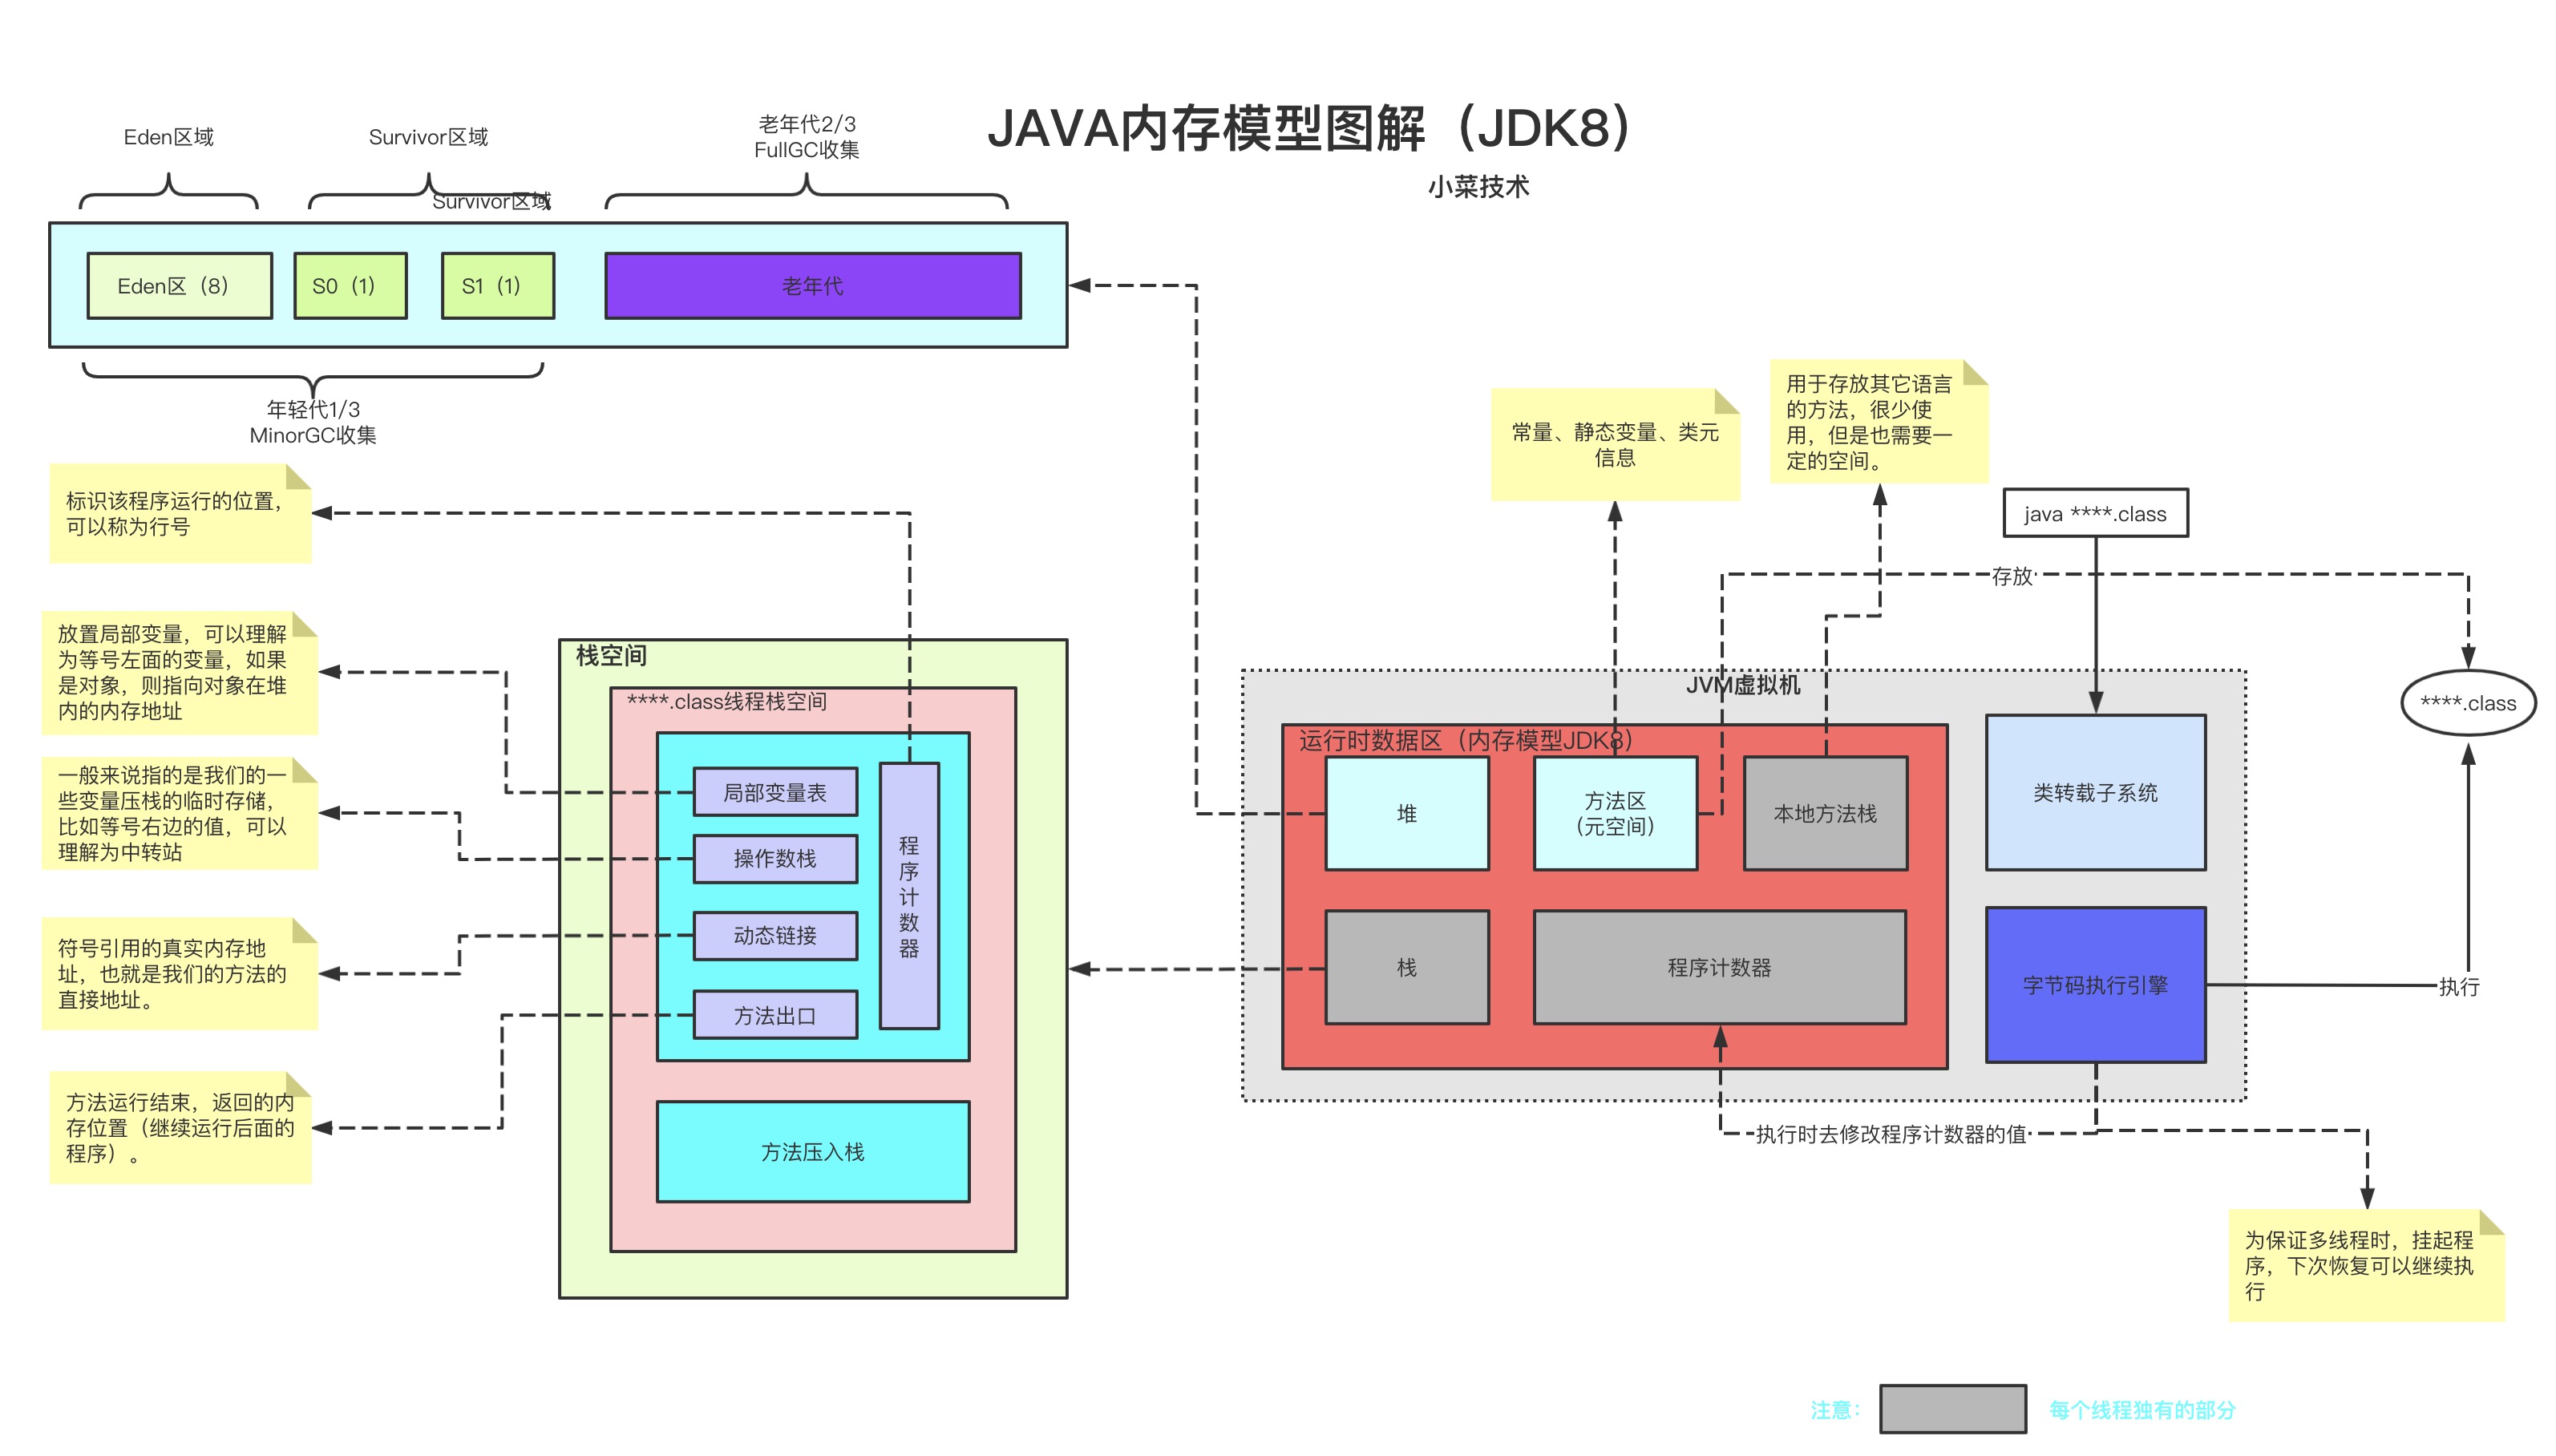 JAVA内存模型图解（JDK8）
小菜技术
Eden区域
Survivor区域
老年代2/3
FullGC收集
Survivor区域
Eden区（8）
S0（1）
S1（1）
老年代
年轻代1/3
MinorGC收集
标识该程序运行的位置，
可以称为行号
放置局部变量，可以理解
为等号左面的变量，如果
是对象，则指向对象在堆
内的内存地址
一般来说指的是我们的一
些变量压栈的临时存储，
比如等号右边的值，可以
理解为中转站
符号引用的真实内存地
址，也就是我们的方法的
直接地址。
方法运行结束，返回的内
存位置（继续运行后面的
程序）。
栈空间
****.class线程栈空间
局部变量表
操作数栈
动态链接
方法出口
程
序
计
数
器
方法压入栈
常量、静态变量、类元
信息
用于存放其它语言
的方法，很少使
用，但是也需要一
定的空间。
java ****.class
存放
****.class
JVM虚拟机
运行时数据区（内存模型JDK8）
堆
方法区
（元空间）
本地方法栈
类转载子系统
栈
程序计数器
字节码执行引擎
执行
执行时去修改程序计数器的值
为保证多线程时，挂起程
序，下次恢复可以继续执
行
注意：
每个线程独有的部分